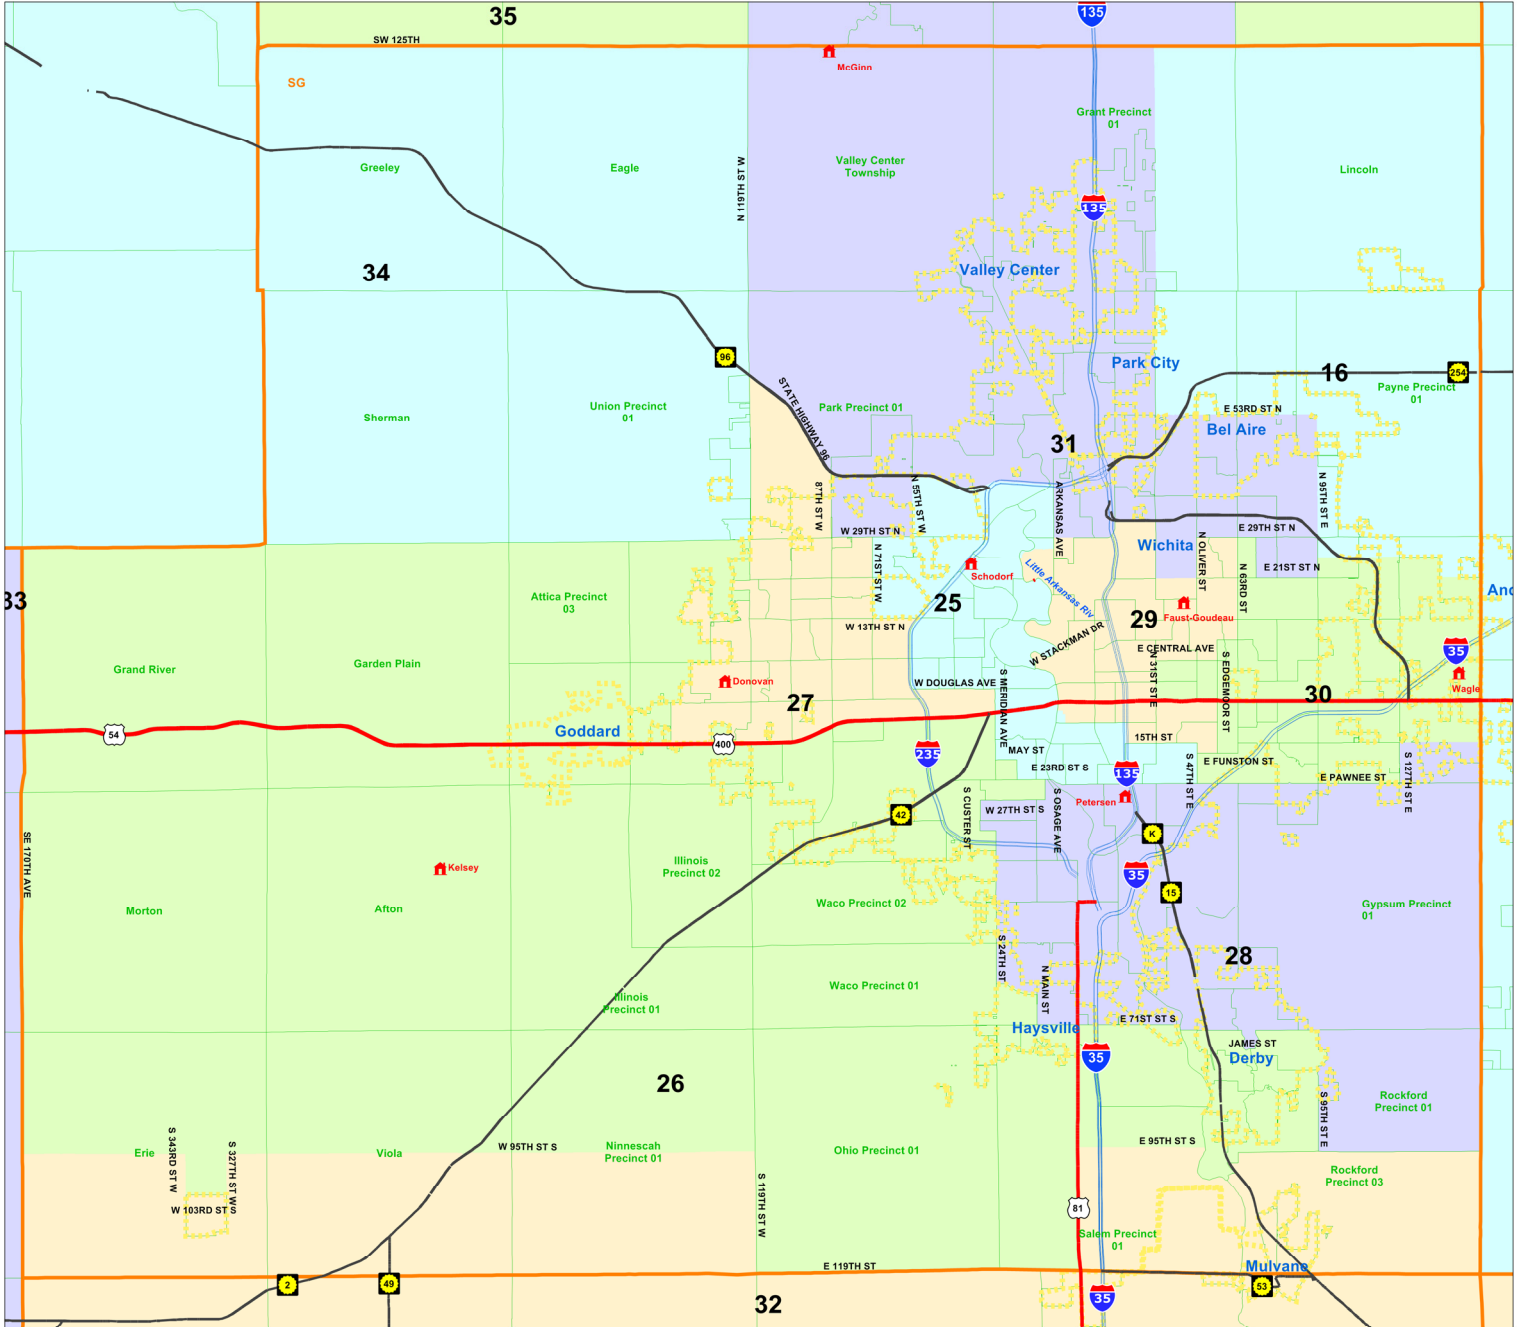 35
135
SW 125TH
McGinn
SG
Grant Precinct
01
Greeley
Eagle
N 119TH ST W
Valley Center
Township
Lincoln
135
34
Valley Center
96
Park City
16
254
Payne Precinct
01
STATE HIGHWAY 96
Sherman
Union Precinct
01
Park Precinct 01
E 53RD ST N
Bel Aire
31
87TH ST W
N 55TH ST W
ARKANSAS AVE
N 95TH ST E
W 29TH ST N
E 29TH ST N
Wichita
N 71ST ST W
Schodorf
Little Arkansas Riv
N OLIVER ST
E 21ST ST N
N 63RD ST
33
Attica Precinct
03
25
29
Faust-Goudeau
And
W 13TH ST N
W STACKMAN DR
E CENTRAL AVE
35
Grand River
Garden Plain
Donovan
W DOUGLAS AVE
S MERIDIAN AVE
N 31ST ST E
S EDGEMOOR ST
30
Wagle
27
54
Goddard
400
235
MAY ST
15TH ST
E 23RD ST S
135
S 47TH ST E
E FUNSTON ST
E PAWNEE ST
S 127TH ST E
Petersen
S CUSTER ST
W 27TH ST S
S OSAGE AVE
42
K
SE 170TH AVE
Kelsey
Illinois
Precinct 02
35
15
Morton
Afton
Waco Precinct 02
Gypsum Precinct
01
S 24TH ST
28
Waco Precinct 01
N MAIN ST
Illinois
Precinct 01
Haysville
E 71ST ST S
JAMES ST
Derby
35
26
Rockford
Precinct 01
S 95TH ST E
S 343RD ST W
S 327TH ST W
Erie
Viola
W 95TH ST S
Ninnescah
Precinct 01
Ohio Precinct 01
E 95TH ST S
Rockford
Precinct 03
W 103RD ST S
S 119TH ST W
81
Salem Precinct
01
E 119TH ST
Mulvane
2
49
53
32
35